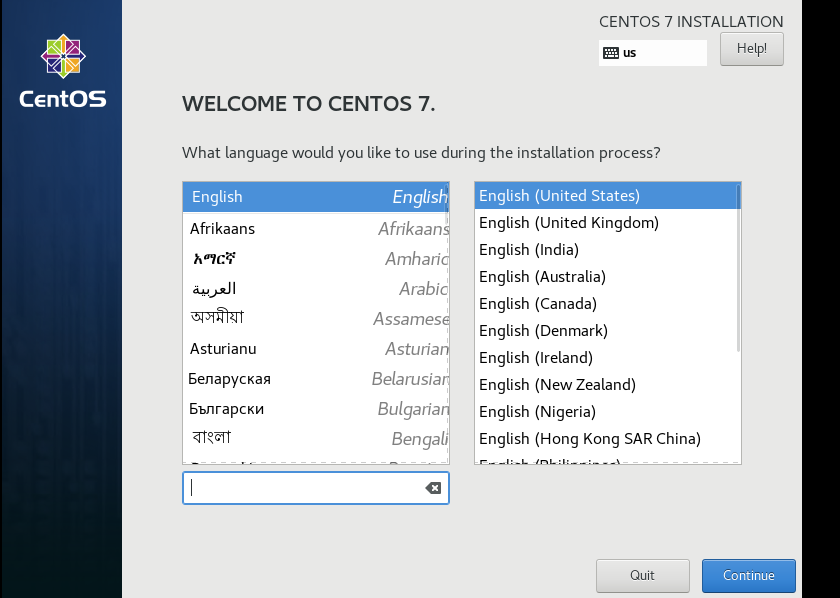 CentOS
CENTOS 7 INSTALLATION
us
Help!
WELCOME TO CENTOS 7.
What language would you like to use during the installation process?
English English
Afrikaans Afrikaans
አማርኛ Amharic
العربية Arabic
অসমীয়া Assamese
Asturianu Asturian
Беларуская Belarusian
Български Bulgarian
বাংলা Bengali
English (United States)
English (United Kingdom)
English (India)
English (Australia)
English (Canada)
English (Denmark)
English (Ireland)
English (New Zealand)
English (Nigeria)
English (Hong Kong SAR China)
English (Philippines)
Quit
Continue